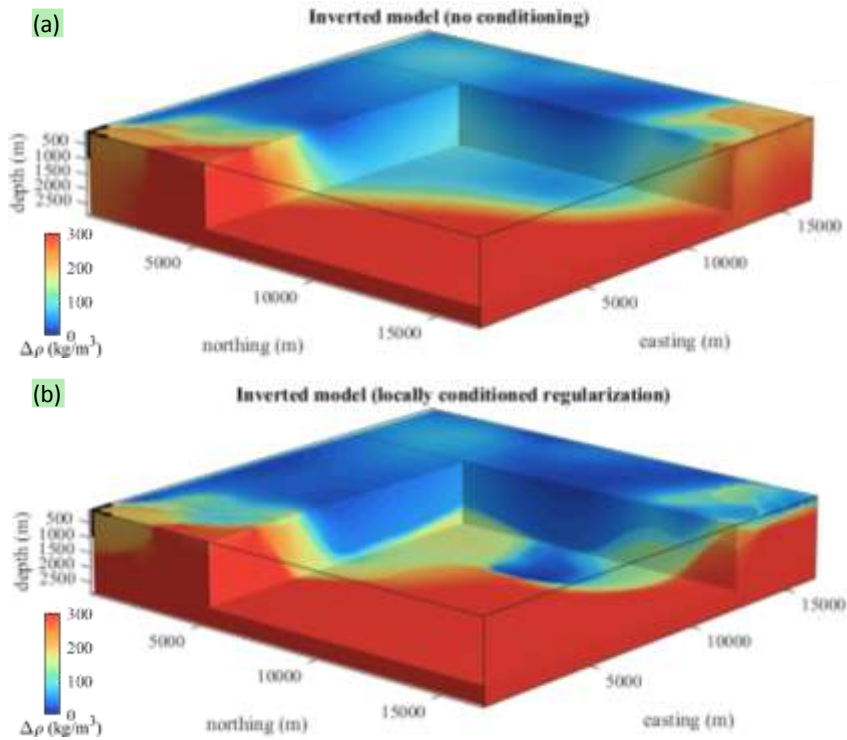 (a)
Inverted model (no conditioning)
depth (m)
500
1000
1500
2000
2500
300
200
100
0
Δρ (kg/m³)
5000
10000
15000
northing (m)
5000
10000
15000
easting (m)
(b)
Inverted model (locally conditioned regularization)
depth (m)
500
1000
1500
2000
2500
300
200
100
0
Δρ (kg/m³)
5000
10000
15000
northing (m)
5000
10000
15000
easting (m)